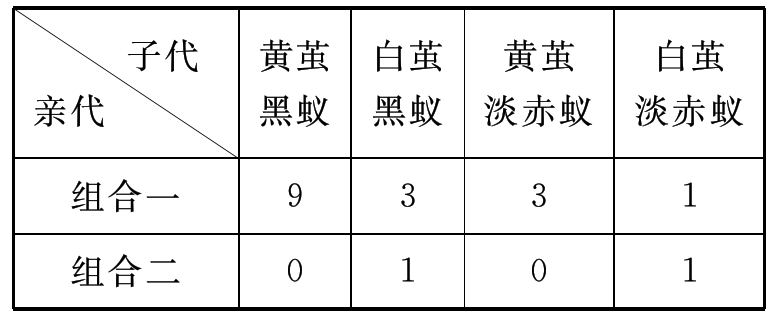 子代
亲代
黄茧
黑蚁
白茧
黑蚁
黄茧
淡赤蚁
白茧
淡赤蚁
组合一 9 3 3 1
组合二 0 1 0 1